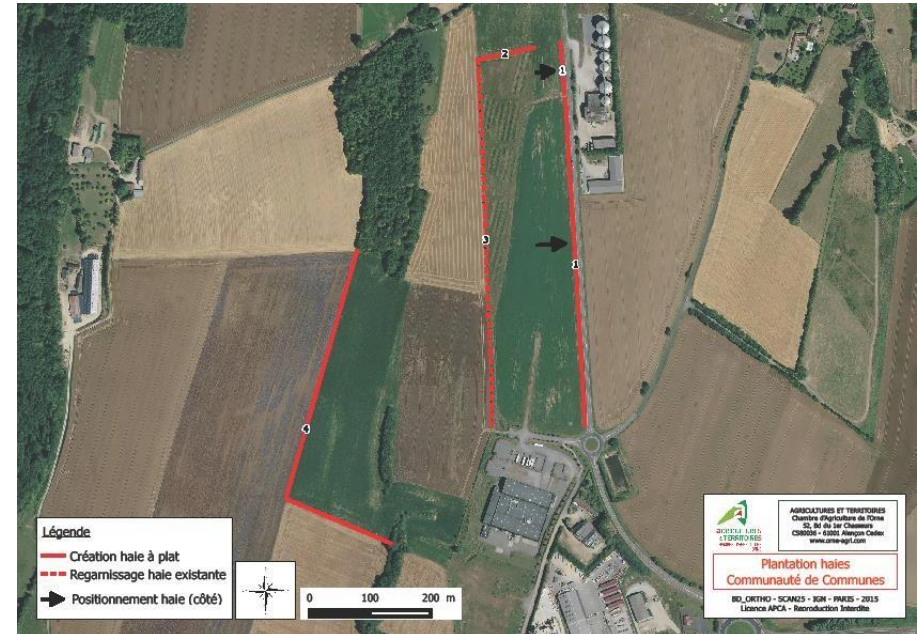 2
1
3
1
4
Légende
Création haie à plat
Regarnissage haie existante
Positionnement haie (côté)
0 100 200 m
AGRICULTURES
& TERRITOIRES
AGRICULTURES ET TERRITOIRES
Chambre d'Agriculture de l'Orne
52, Bd du 1er Chasseurs
CS80036 - 61001 Alençon Cedex
www.orne-agri.com
Plantation haies
Communauté de Communes
BD_ORTHO - SCAN25 - IGN - PARIS - 2015
Licence APCA - Reproduction Interdite